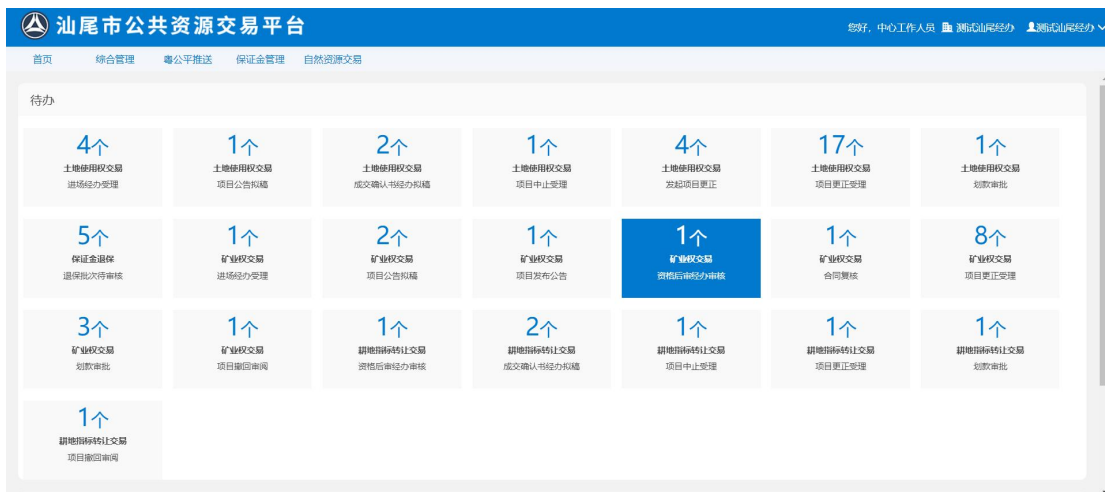 汕尾市公共资源交易平台
您好，中心工作人员 测试汕尾经办 测试汕尾经办
首页 综合管理 毒公平推送 保证金管理 自然资源交易
待办
4个 1个 2个 1个 4个 17个 1个
土地使用权交易 土地使用权交易 土地使用权交易 土地使用权交易 土地使用权交易 土地使用权交易 土地使用权交易
进场经办受理 项目公告拟稿 成交确认书经办拟稿 项目中止受理 发起项目更正 项目更正受理 划款审批
5个 1个 2个 1个 1个 1个 8个
保证金退保 矿业权交易 矿业权交易 矿业权交易 矿业权交易 矿业权交易 矿业权交易
退保批次待审核 进场经办受理 项目公告拟稿 项目发布公告 资格后审经办审核 合同复核 项目更正受理
3个 1个 1个 2个 1个 1个 1个
矿业权交易 矿业权交易 耕地指标转让交易 耕地指标转让交易 耕地指标转让交易 耕地指标转让交易 耕地指标转让交易
划款审批 项目撤回审阅 资格后审经办审核 成交确认书经办拟稿 项目中止受理 项目更正受理 划款审批
1个
耕地指标转让交易
项目撤回审阅